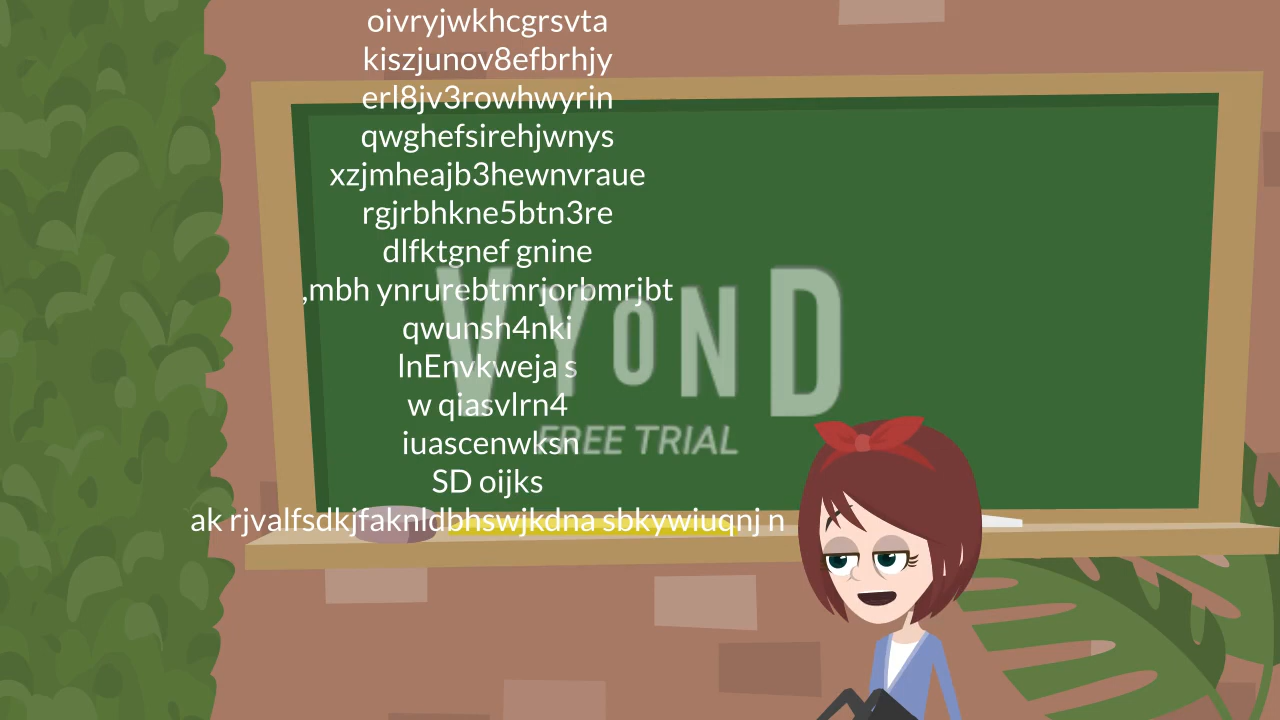 oivryjwkhcgrsvta
kiszjunov8efbrhjy
erl8jv3rowhwyrin
qwghefsirehjwnys
xzjmheajb3hewnvraue
rgjrbhkne5btn3re
dlfktgnef gnine
,mbh ynrurebtmrjorbmrjbt
qwunsh4nki
lnEnvkweja s
w qiasvlrn4
iuascenwksn
SD oijks
ak rjvalfsdkjfaknldbhswjkdna sbkywiuqnj n
VYOND
FREE TRIAL